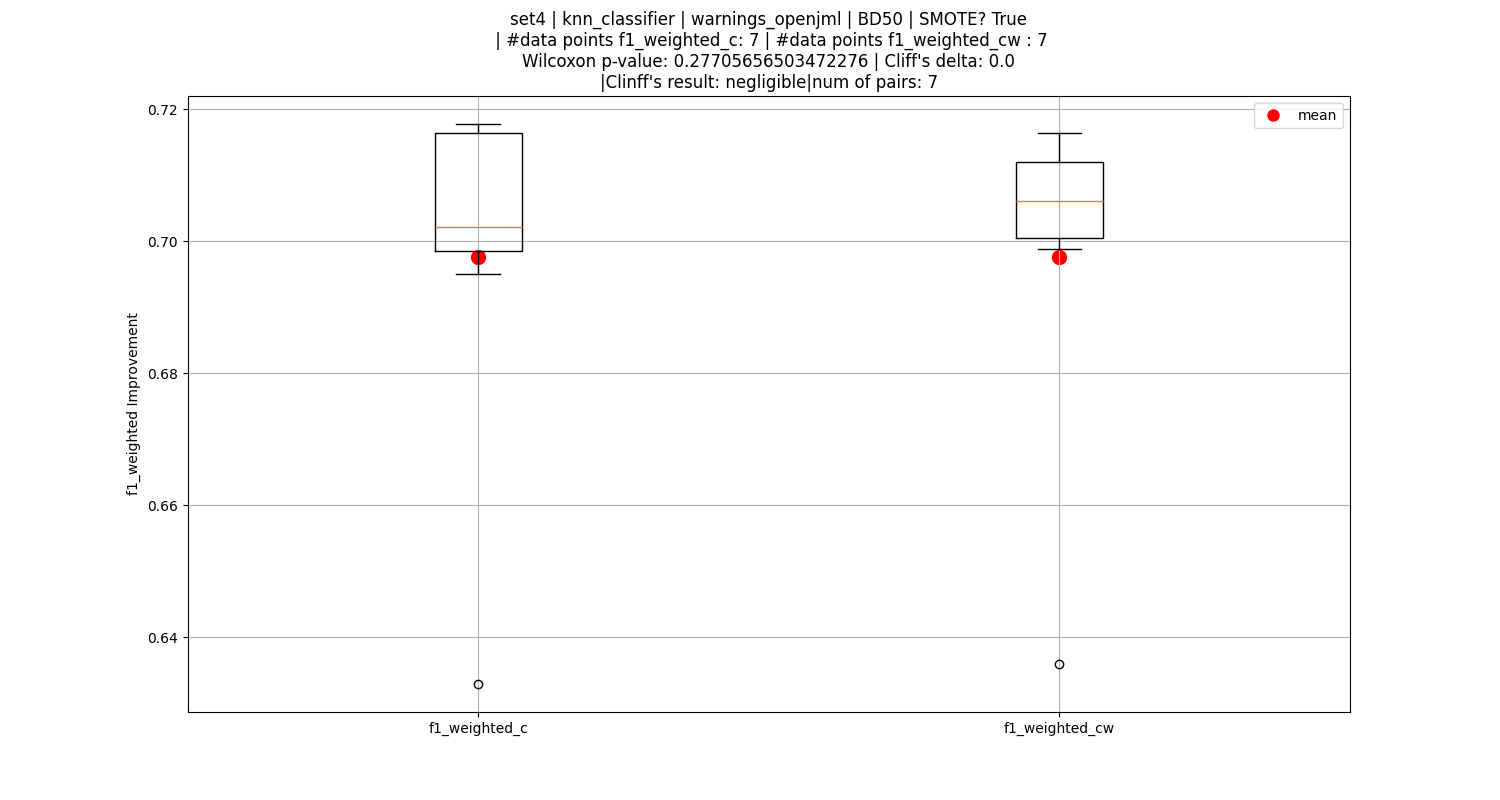 set4 | knn_classifier | warnings_openjml | BD50 | SMOTE? True
| #data points f1_weighted_c: 7 | #data points f1_weighted_cw : 7
Wilcoxon p-value: 0.27705656503472276 | Cliff's delta: 0.0
|Clinff's result: negligible|num of pairs: 7
mean
0.72
0.70
0.68
0.66
0.64
f1_weighted Improvement
f1_weighted_c
f1_weighted_cw